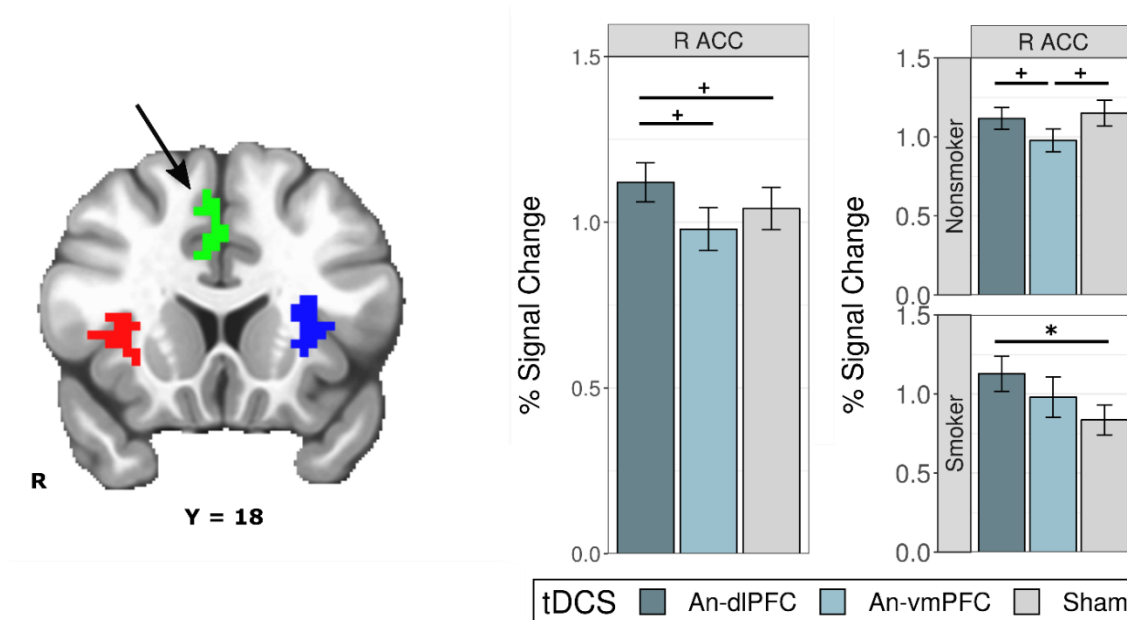 R
Y = 18
R ACC
% Signal Change
1.5
1.0
0.5
0.0
+
+
R ACC
% Signal Change
Nonsmoker
1.5
1.0
0.5
0.0
+
+
Smoker
1.5
1.0
0.5
0.0
*
tDCS An-dlPFC An-vmPFC Sham